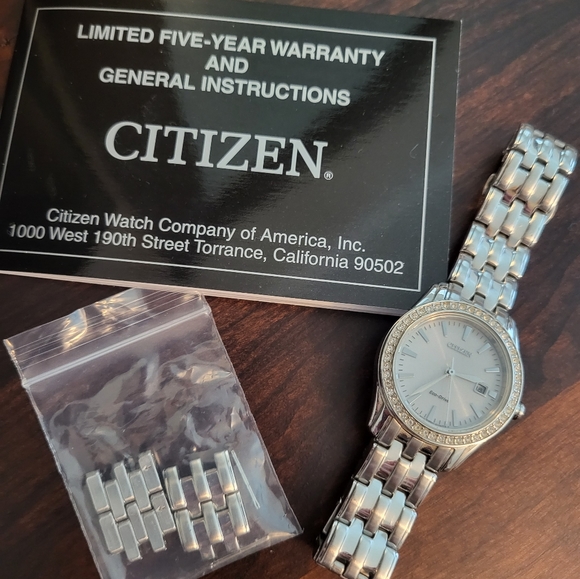 LIMITED FIVE-YEAR WARRANTY
AND
GENERAL INSTRUCTIONS
CITIZEN®
Citizen Watch Company of America, Inc.
1000 West 190th Street Torrance, California 90502
CITIZEN
Eco-Drive